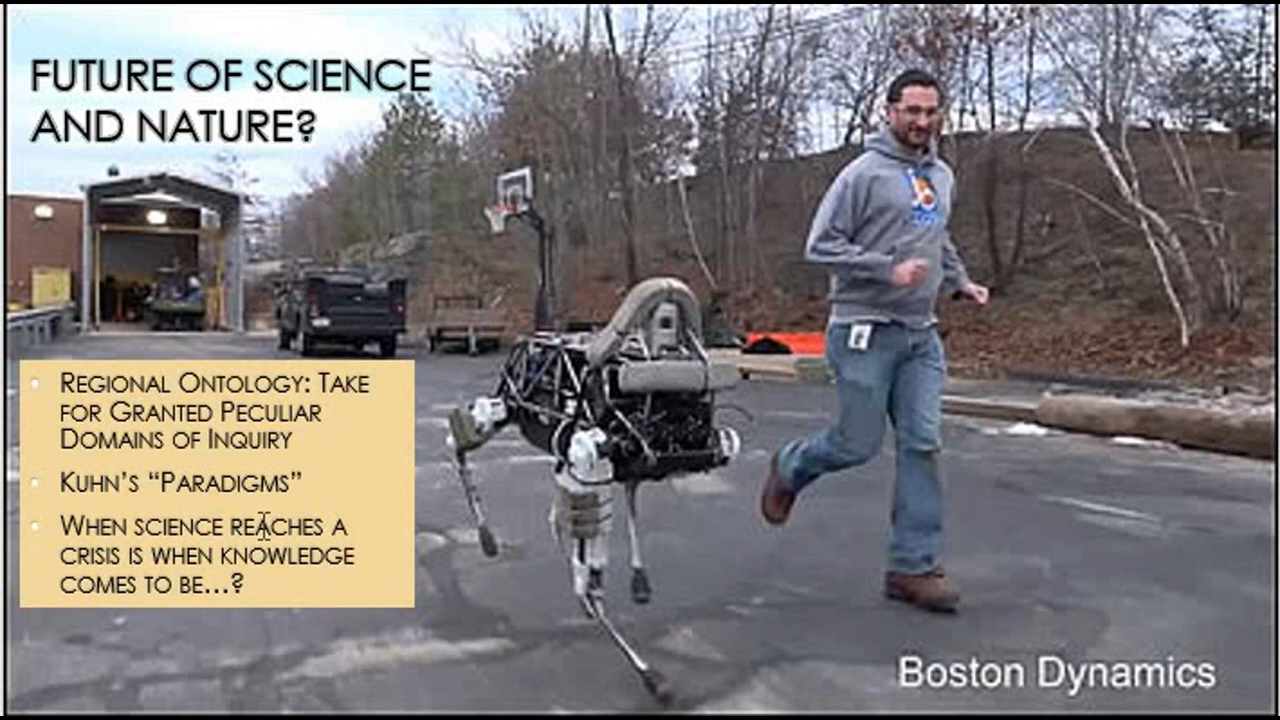 FUTURE OF SCIENCE
AND NATURE?
• REGIONAL ONTOLOGY: TAKE
FOR GRANTED PECULIAR
DOMAINS OF INQUIRY
• KUHN'S “PARADIGMS”
• WHEN SCIENCE REACHES A
CRISIS IS WHEN KNOWLEDGE
COMES TO BE...?
Boston Dynamics